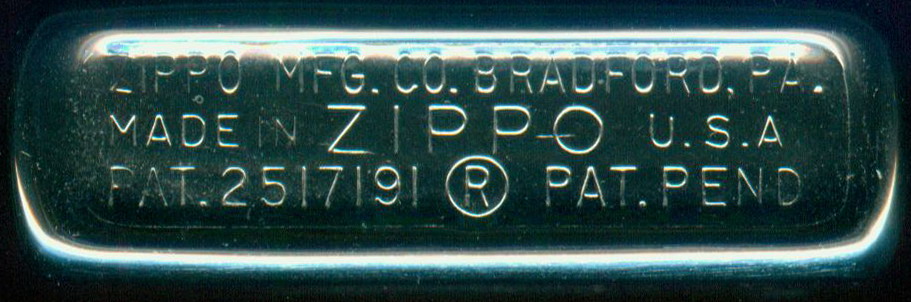 ZIPPO MFG. CO. BRADFORD, PA.
MADE IN ZIPPO U.S.A
PAT. 2517191 ® PAT. PEND